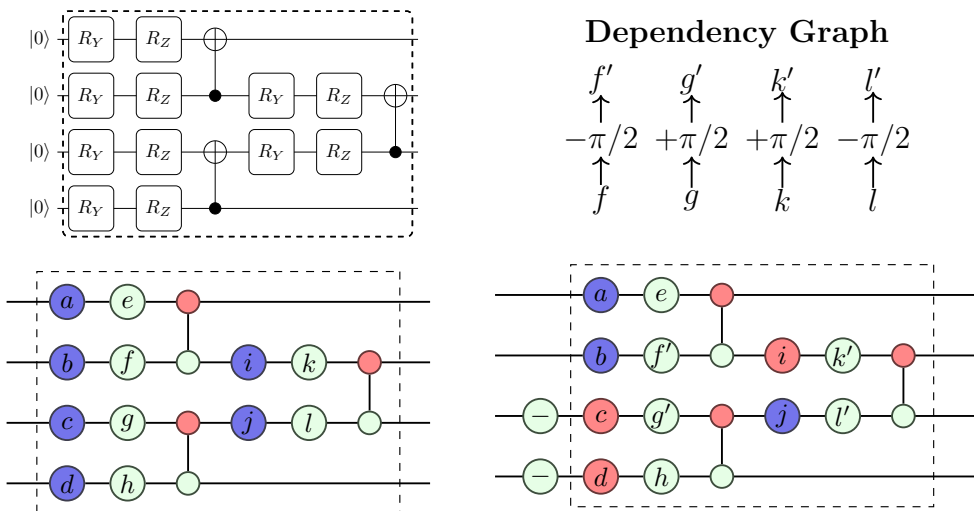 |0⟩ R_Y R_Z
|0⟩ R_Y R_Z R_Y R_Z
|0⟩ R_Y R_Z R_Y R_Z
|0⟩ R_Y R_Z
Dependency Graph
f′ g′ k′ l′
−π/2 +π/2 +π/2 −π/2
f g k l
a e
b f i k
c g j l
d h
a e
b f′ i k′
− c g′ j l′
− d h